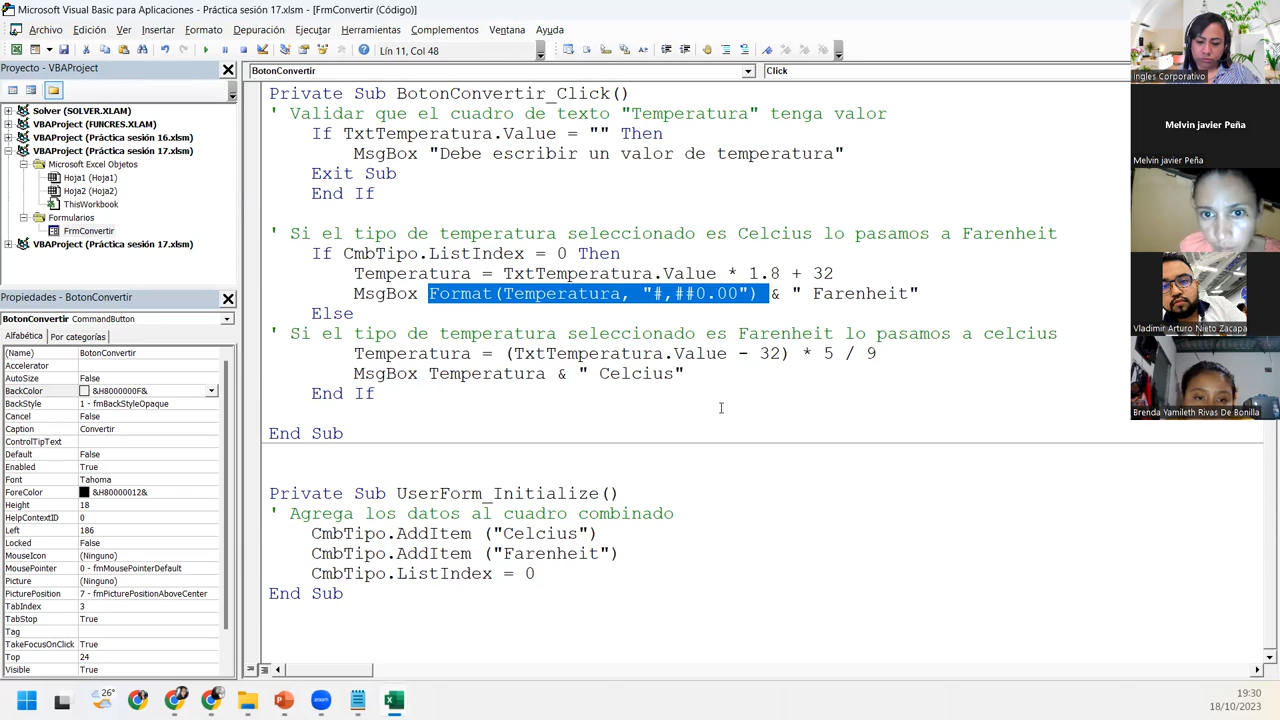 Microsoft Visual Basic para Aplicaciones - Práctica sesión 17.xlsm - [FrmConvertir (Código)]
Archivo Edición Ver Insertar Formato Depuración Ejecutar Herramientas Complementos Ventana Ayuda
Lín 11, Col 48
Proyecto - VBAProject
Solver (SOLVER.XLAM)
VBAProject (FUNCRES.XLAM)
VBAProject (Práctica sesión 16.xlsm)
VBAProject (Práctica sesión 17.xlsm)
Microsoft Excel Objetos
Hoja1 (Hoja1)
Hoja2 (Hoja2)
ThisWorkbook
Formularios
FrmConvertir
VBAProject (Práctica sesión 17.xlsm)
Propiedades - BotonConvertir
BotonConvertir CommandButton
Alfabética Por categorías
(Name) BotonConvertir
Accelerator
AutoSize False
BackColor &H8000000F&
BackStyle 1 - fmBackStyleOpaque
Cancel False
Caption Convertir
ControlTipText
Default False
Enabled True
Font Tahoma
ForeColor &H80000012&
Height 18
HelpContextID 0
Left 186
Locked False
MouseIcon (Ninguno)
MousePointer 0 - fmMousePointerDefault
Picture (Ninguno)
PicturePosition 7 - fmPicturePositionAboveCenter
TabIndex 3
TabStop True
Tag
TakeFocusOnClick True
Top 24
Visible True
BotonConvertir Click
Private Sub BotonConvertir_Click()
' Validar que el cuadro de texto "Temperatura" tenga valor
If TxtTemperatura.Value = "" Then
MsgBox "Debe escribir un valor de temperatura"
Exit Sub
End If
' Si el tipo de temperatura seleccionado es Celcius lo pasamos a Farenheit
If CmbTipo.ListIndex = 0 Then
Temperatura = TxtTemperatura.Value * 1.8 + 32
MsgBox Format(Temperatura, "#,##0.00") & " Farenheit"
Else
' Si el tipo de temperatura seleccionado es Farenheit lo pasamos a celcius
Temperatura = (TxtTemperatura.Value - 32) * 5 / 9
MsgBox Temperatura & " Celcius"
End If
End Sub
Private Sub UserForm_Initialize()
' Agrega los datos al cuadro combinado
CmbTipo.AddItem ("Celcius")
CmbTipo.AddItem ("Farenheit")
CmbTipo.ListIndex = 0
End Sub
Ingles Corporativo
Melvin javier Peña
Melvin javier Peña
Vladimir Arturo Nieto Zacapa
Brenda Yamileth Rivas De Bonilla
26°
zoom
19:30
18/10/2023